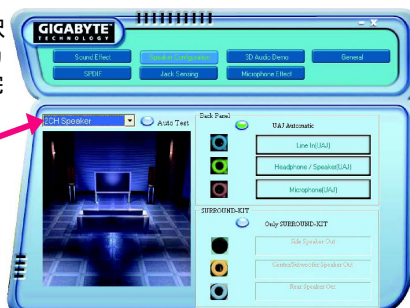 択
GIGABYTE
TECHNOLOGY
Sound Effect
Speaker Configuration
3D Audio Demo
General
SPDIF
Jack Sensing
Microphone Effect
2CH Speaker
Auto Test
Back Panel
UAJ Automatic
Line In(UAJ)
Headphone / Speaker(UAJ)
Microphone(UAJ)
SURROUND-KIT
Only SURROUND-KIT
Side Speaker Out
Center/Subwoofer Speaker Out
Rear Speaker Out